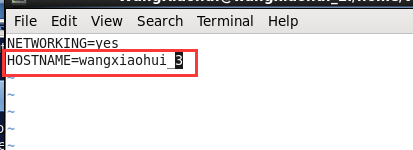 File Edit View Search Terminal Help
NETWORKING=yes
HOSTNAME=wangxiaohui_3
~
~
~
~